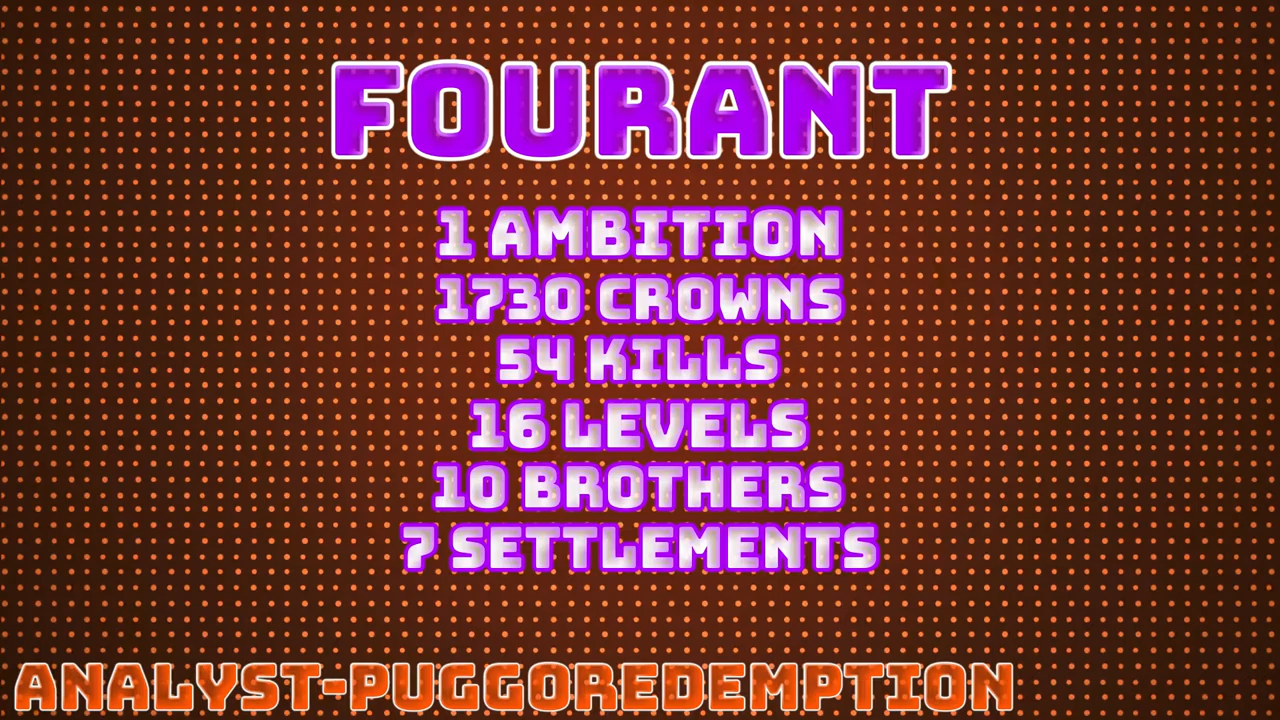 FOURANT
1 AMBITION
1730 CROWNS
54 KILLS
16 LEVELS
10 BROTHERS
7 SETTLEMENTS
ANALYST-PUGGOREDEMPTION